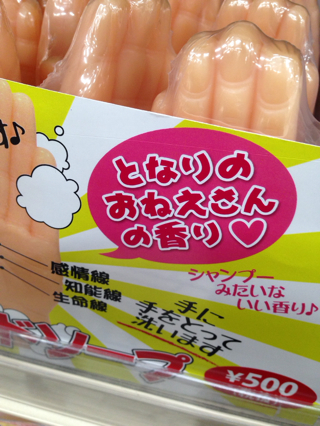 す♪
となりの
おねえさん
の香り♡
感情線
知能線
生命線
シャンプー
みたいな
いい香り♪
手に
手をとって
洗います
ソープ
¥500